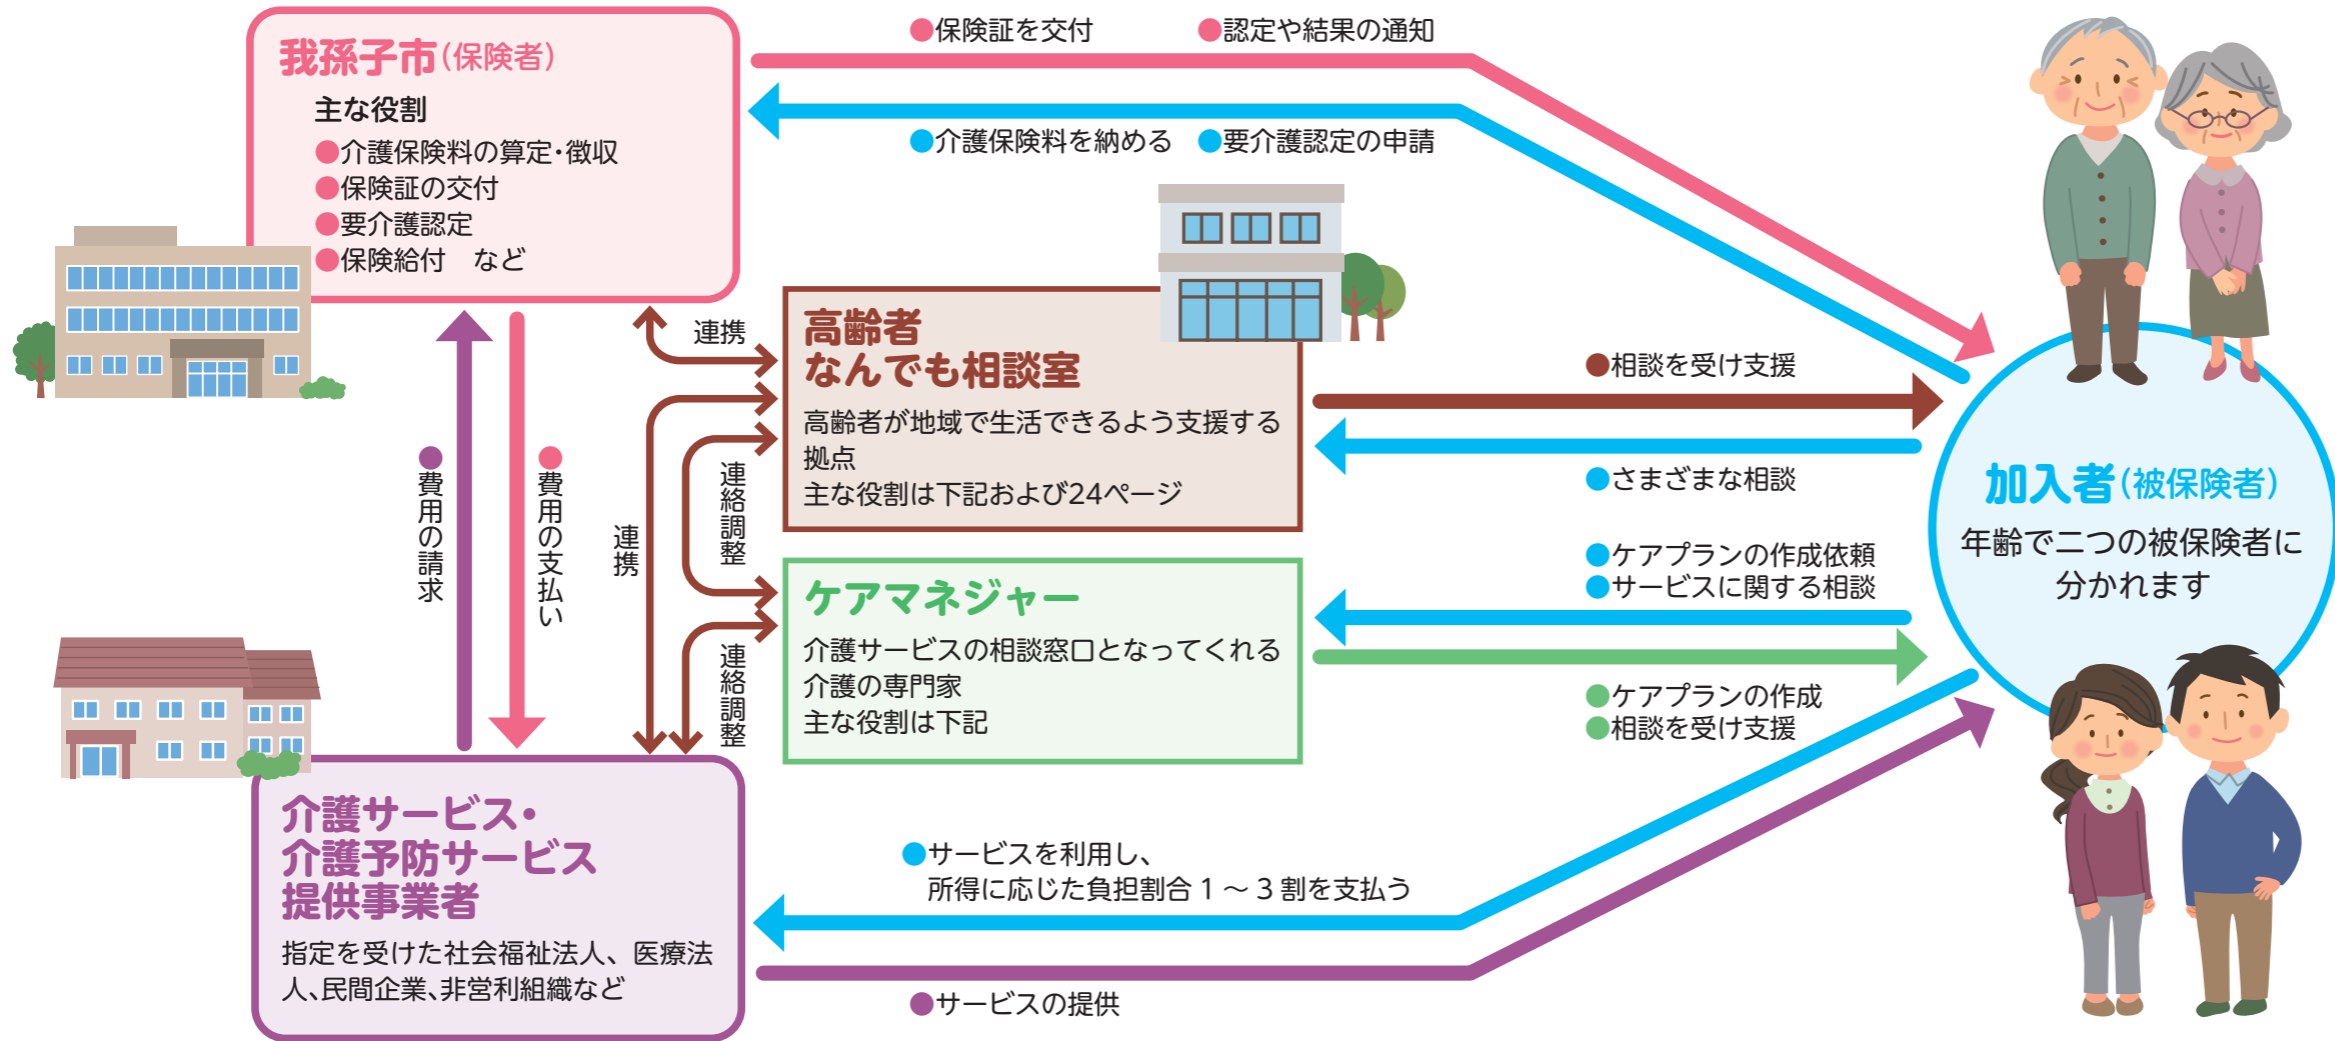 我孫子市（保険者）
主な役割
●介護保険料の算定・徴収
●保険証の交付
●要介護認定
●保険給付　など
●保険証を交付
●認定や結果の通知
●介護保険料を納める
●要介護認定の申請
連携
高齢者
なんでも相談室
高齢者が地域で生活できるよう支援する
拠点
主な役割は下記および24ページ
●相談を受け支援
●さまざまな相談
加入者（被保険者）
年齢で二つの被保険者に
分かれます
●費用の請求
●費用の支払い
連携
連絡調整
ケアマネジャー
介護サービスの相談窓口となってくれる
介護の専門家
主な役割は下記
●ケアプランの作成依頼
●サービスに関する相談
●ケアプランの作成
●相談を受け支援
連絡調整
介護サービス・
介護予防サービス
提供事業者
指定を受けた社会福祉法人、医療法
人、民間企業、非営利組織など
●サービスを利用し、
所得に応じた負担割合 1 ～ 3 割を支払う
●サービスの提供